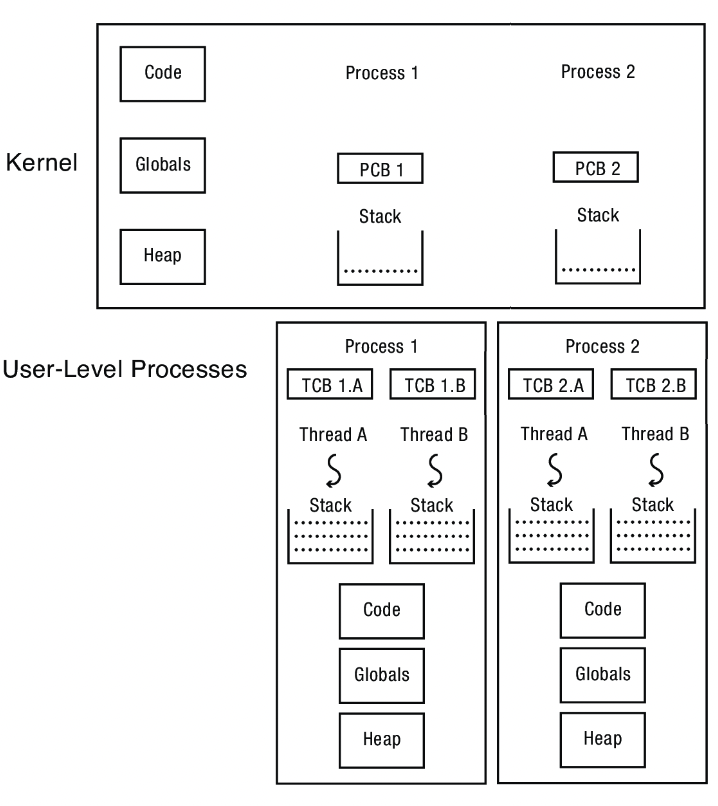 Code Process 1 Process 2
Kernel Globals PCB 1 PCB 2
Stack Stack
Heap
User-Level Processes
Process 1
TCB 1.A TCB 1.B
Thread A Thread B
Stack Stack
Code
Globals
Heap
Process 2
TCB 2.A TCB 2.B
Thread A Thread B
Stack Stack
Code
Globals
Heap